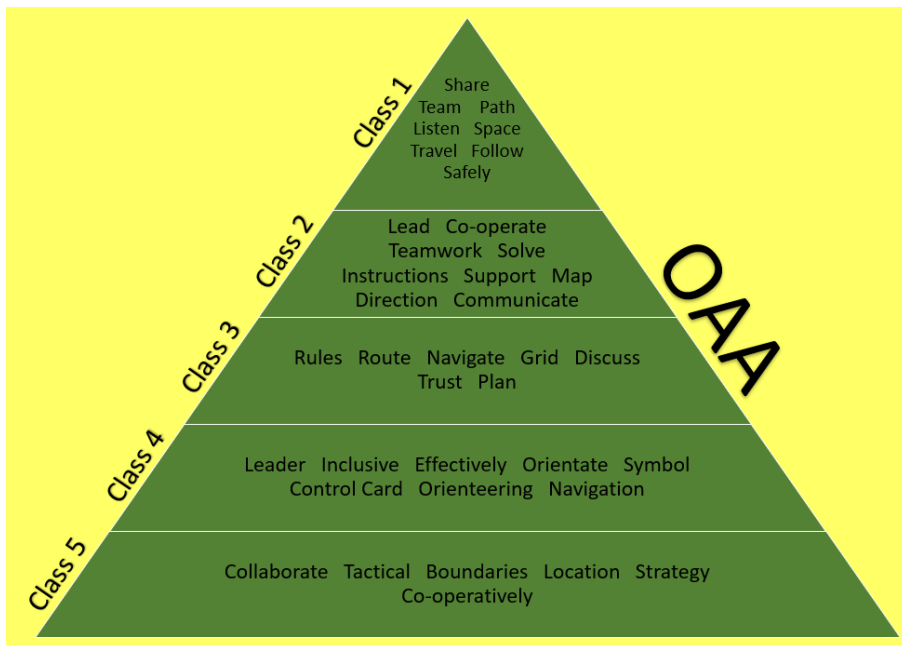 Class 1
Share
Team Path
Listen Space
Travel Follow
Safely
Class 2
Lead Co-operate
Teamwork Solve
Instructions Support Map
Direction Communicate
OAA
Class 3
Rules Route Navigate Grid Discuss
Trust Plan
Class 4
Leader Inclusive Effectively Orientate Symbol
Control Card Orienteering Navigation
Class 5
Collaborate Tactical Boundaries Location Strategy
Co-operatively